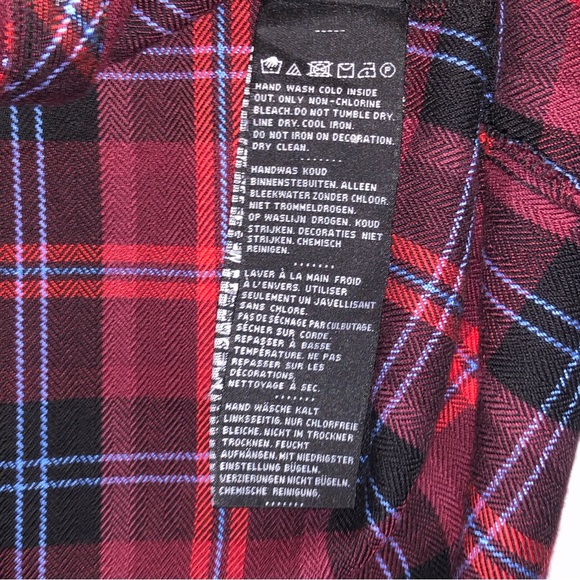 HAND WASH COLD INSIDE
OUT. ONLY NON-CHLORINE
BLEACH. DO NOT TUMBLE DRY.
LINE DRY. COOL IRON.
DO NOT IRON ON DECORATION.
DRY CLEAN.
HANDWAS KOUD
BINNENSTEBUITEN. ALLEEN
BLEEKWATER ZONDER CHLOOR.
NIET TROMMELDROGEN.
OP WASLIJN DROGEN. KOUD
STRIJKEN. DECORATIES NIET
STRIJKEN. CHEMISCH
REINIGEN.
LAVER À LA MAIN FROID
À L'ENVERS. UTILISER
SEULEMENT UN JAVELLISANT
SANS CHLORE.
PAS DE SÉCHAGE PAR CULBUTAGE.
SÉCHER SUR CORDE.
REPASSER À BASSE
TEMPÉRATURE. NE PAS
REPASSER SUR LES
DÉCORATIONS.
NETTOYAGE À SEC.
HAND WÄSCHE KALT
LINKSSEITIG. NUR CHLORFREIE
BLEICHE. NICHT IM TROCKNER
TROCKNEN. FEUCHT
AUFHÄNGEN. MIT NIEDRIGSTER
EINSTELLUNG BÜGELN.
VERZIERUNGEN NICHT BÜGELN.
CHEMISCHE REINIGUNG.